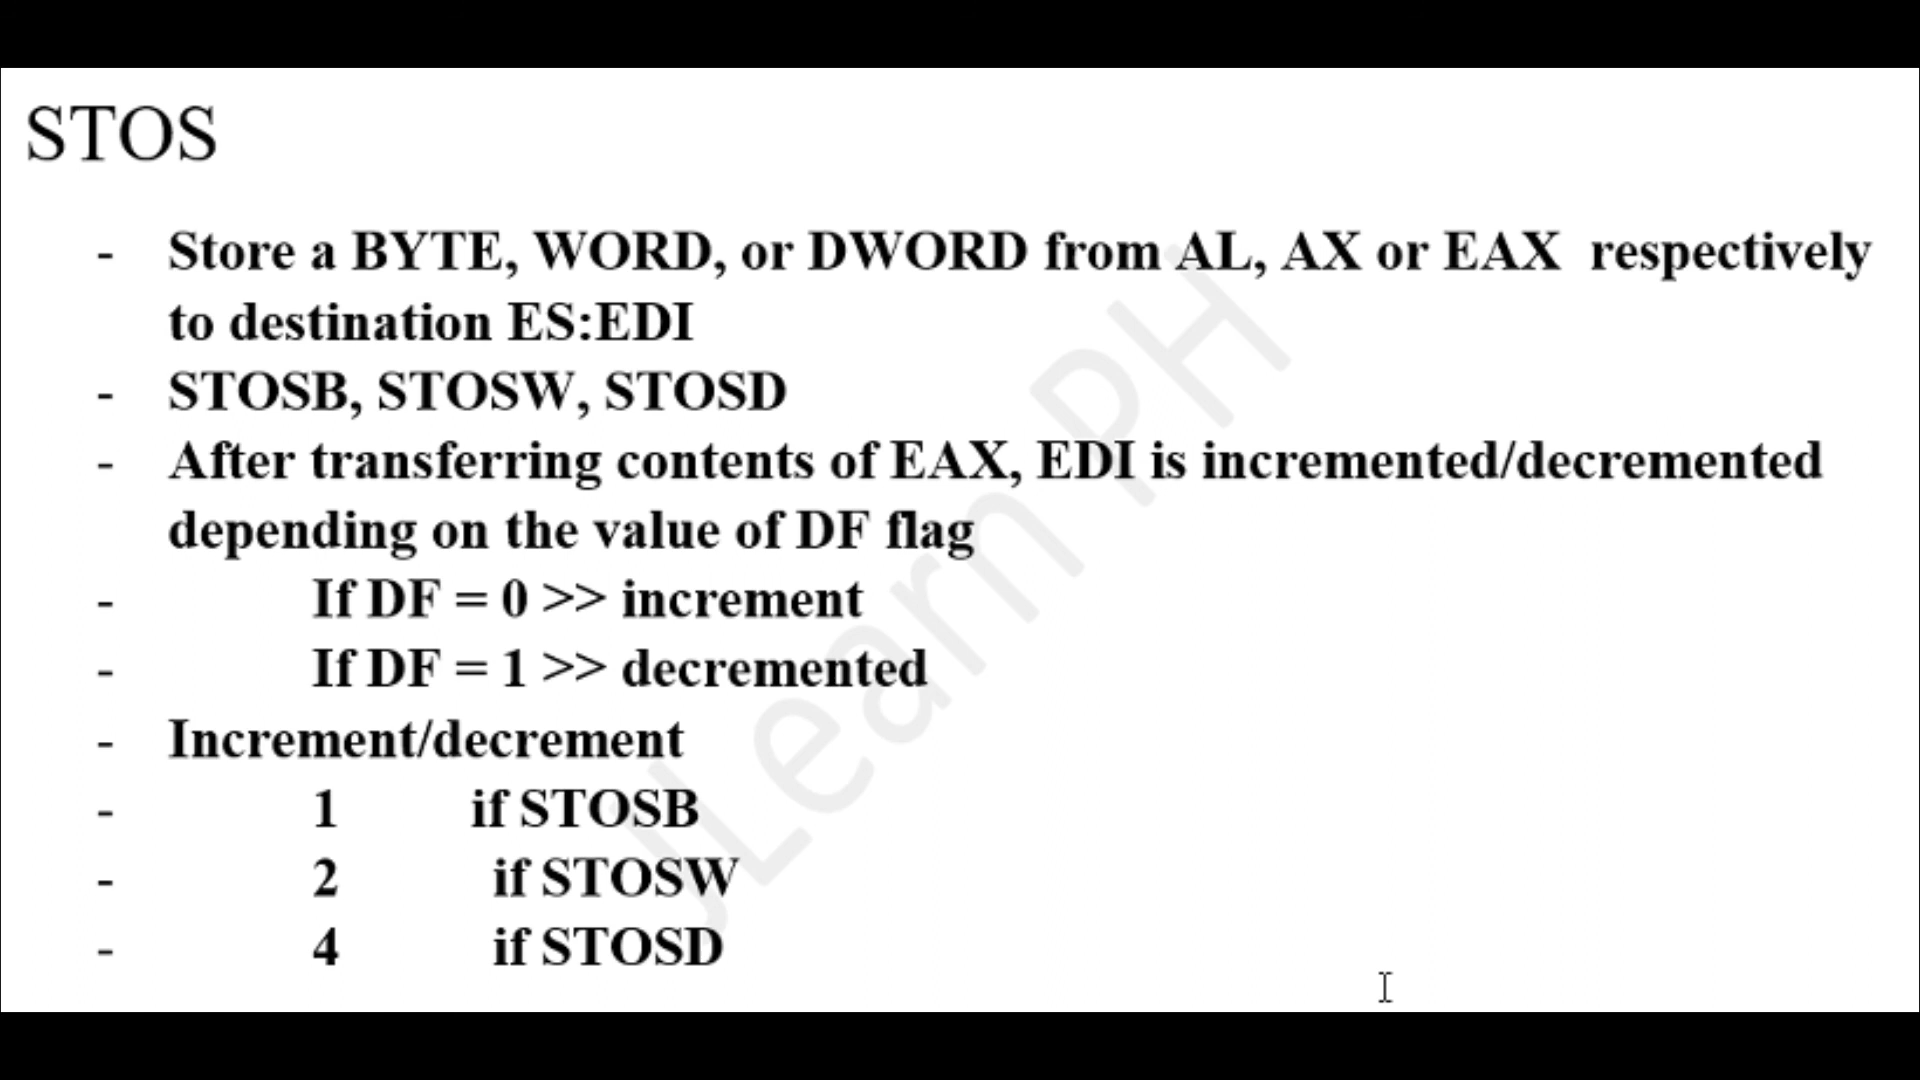 STOS
- Store a BYTE, WORD, or DWORD from AL, AX or EAX respectively
to destination ES:EDI
- STOSB, STOSW, STOSD
- After transferring contents of EAX, EDI is incremented/decremented
depending on the value of DF flag
- If DF = 0 >> increment
- If DF = 1 >> decremented
- Increment/decrement
- 1 if STOSB
- 2 if STOSW
- 4 if STOSD
JLearn PH